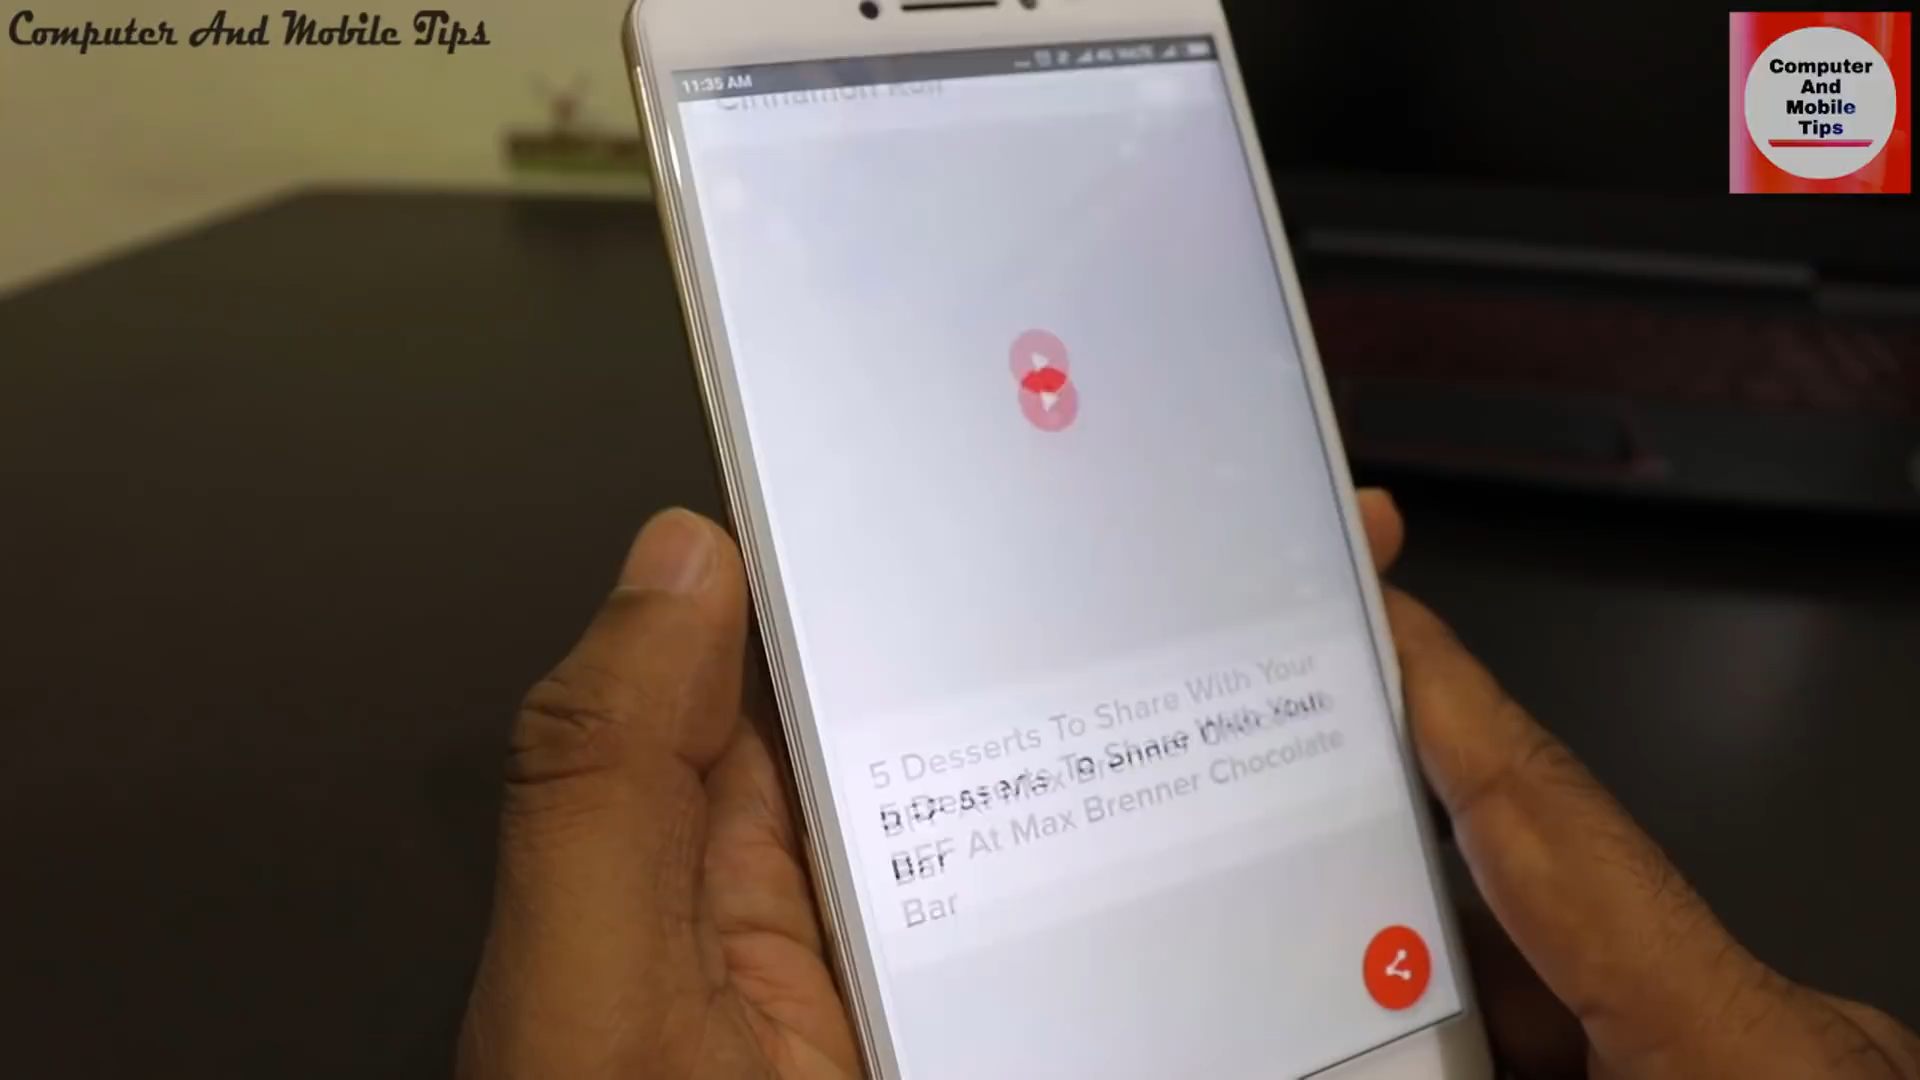 Computer And Mobile Tips
Computer
And
Mobile
Tips
11:35 AM
5 Desserts To Share With Your
BFF At Max Brenner Chocolate
Bar